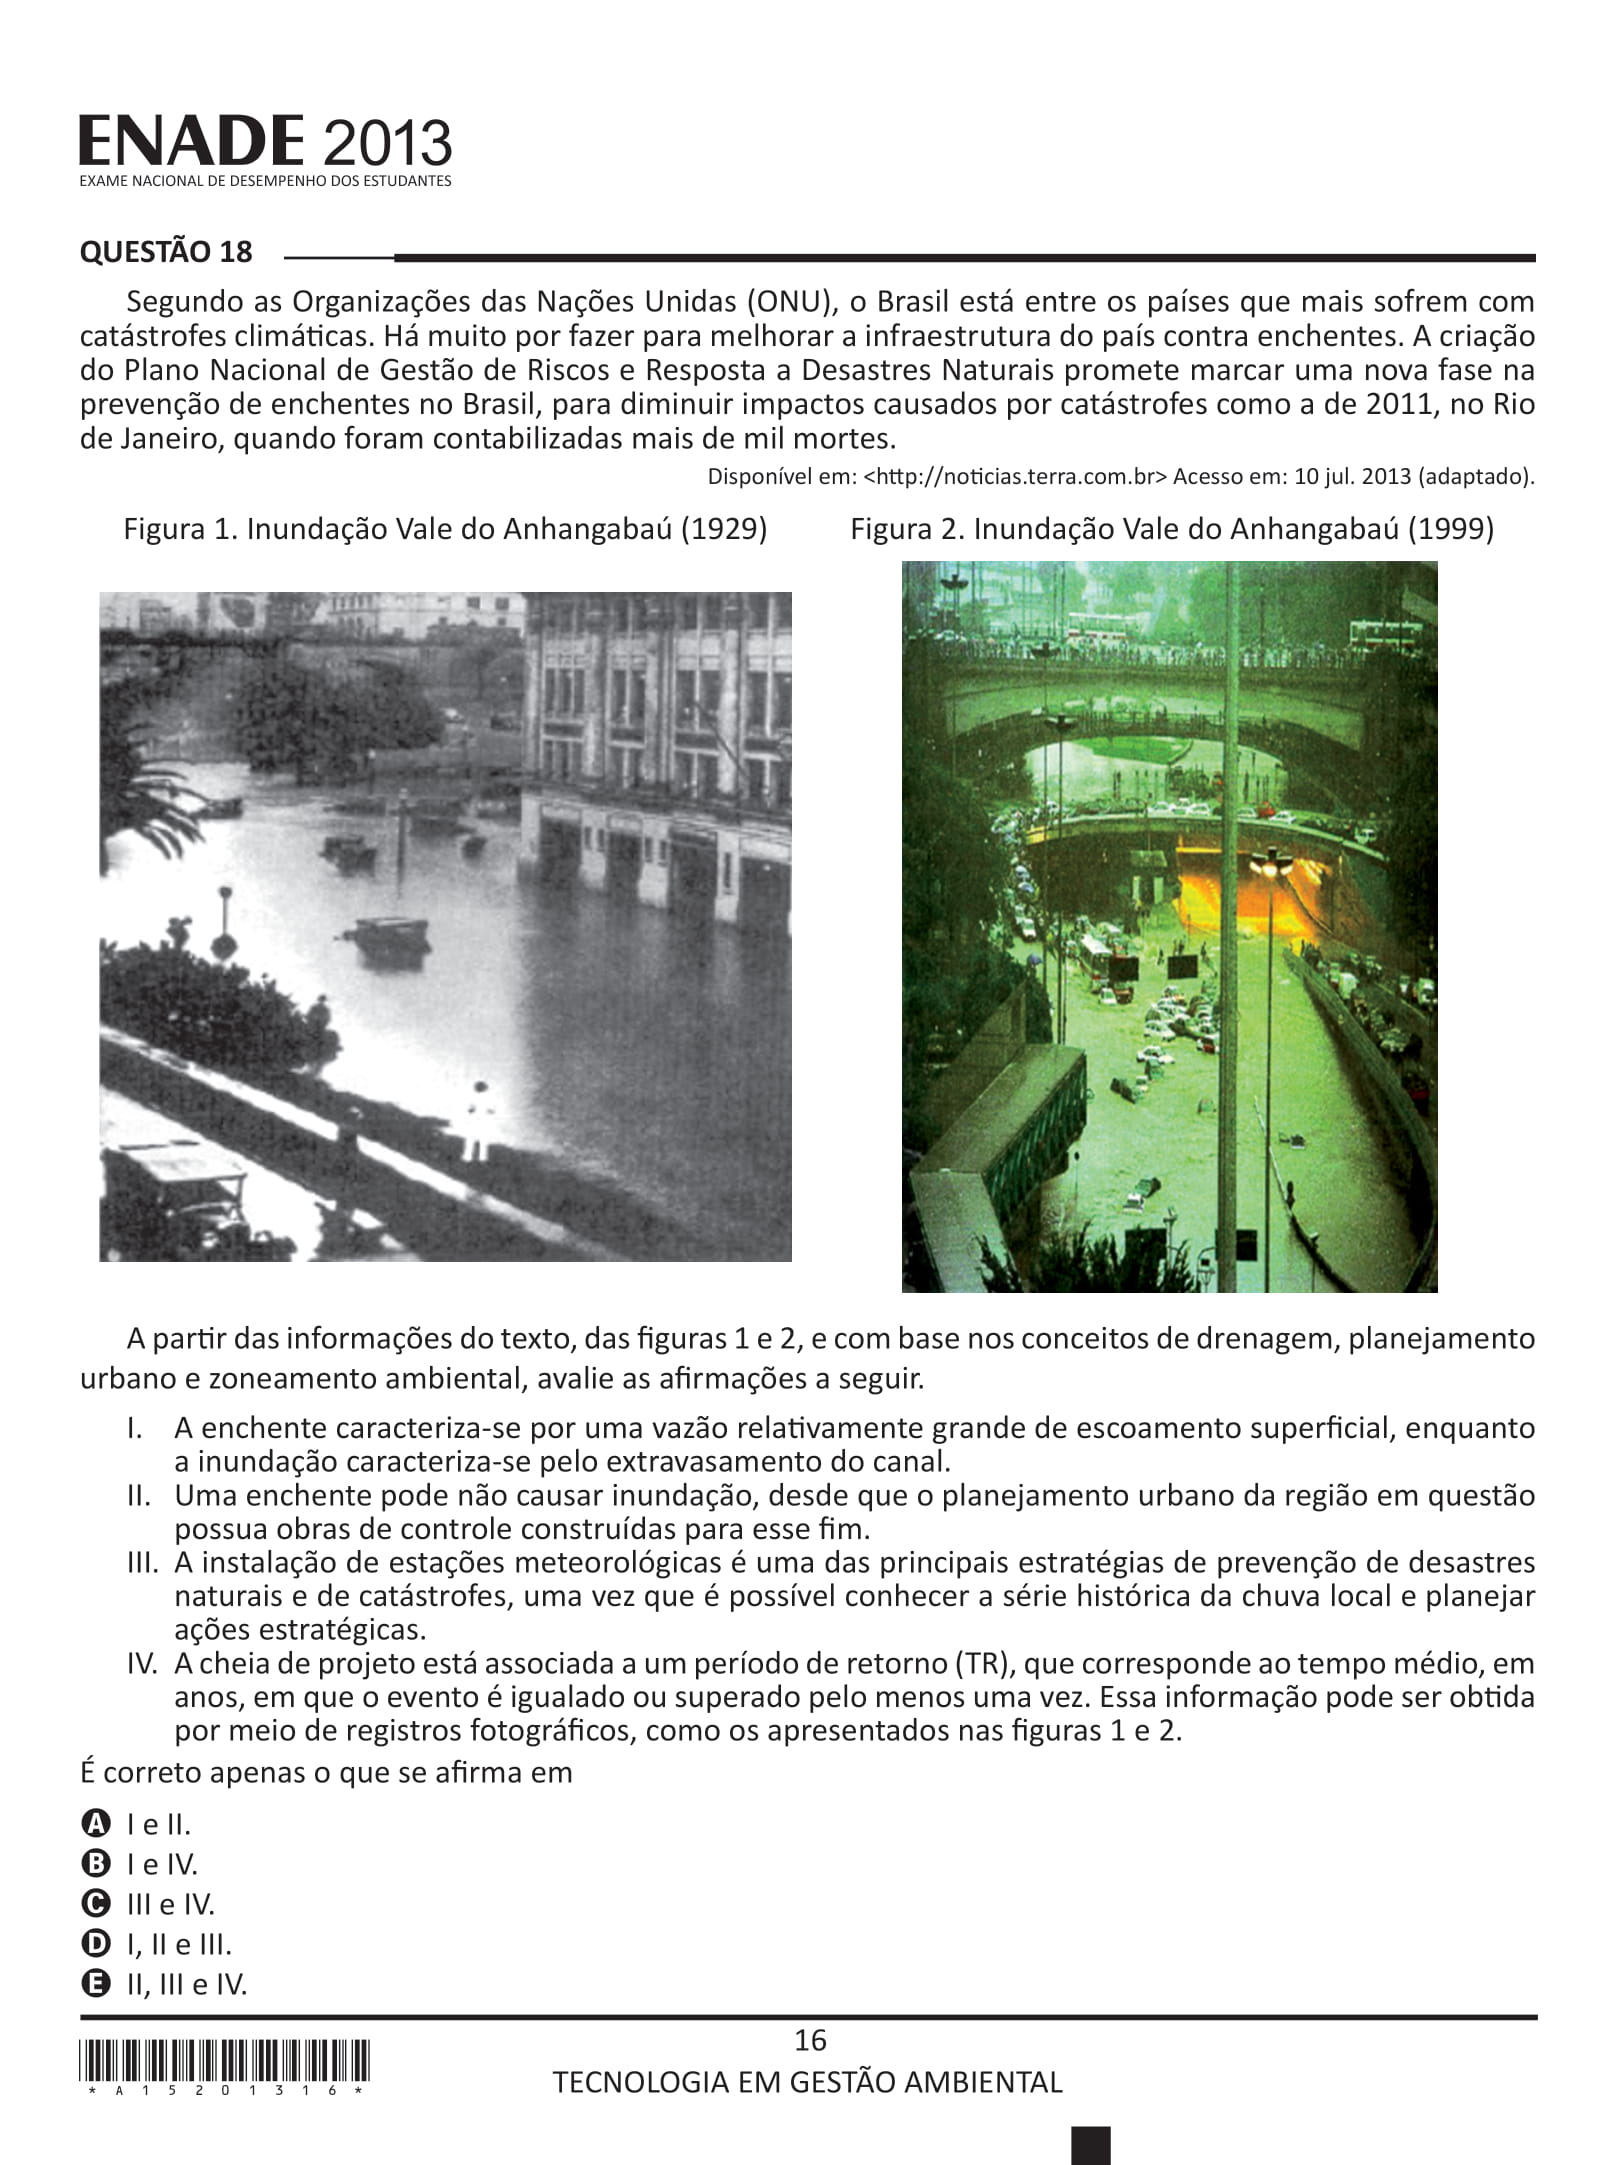 ENADE 2013
EXAME NACIONAL DE DESEMPENHO DOS ESTUDANTES
QUESTÃO 18
Segundo as Organizações das Nações Unidas (ONU), o Brasil está entre os países que mais sofrem com
catástrofes climáticas. Há muito por fazer para melhorar a infraestrutura do país contra enchentes. A criação
do Plano Nacional de Gestão de Riscos e Resposta a Desastres Naturais promete marcar uma nova fase na
prevenção de enchentes no Brasil, para diminuir impactos causados por catástrofes como a de 2011, no Rio
de Janeiro, quando foram contabilizadas mais de mil mortes.
Disponível em: <http://noticias.terra.com.br> Acesso em: 10 jul. 2013 (adaptado).
Figura 1. Inundação Vale do Anhangabaú (1929)
Figura 2. Inundação Vale do Anhangabaú (1999)
A partir das informações do texto, das figuras 1 e 2, e com base nos conceitos de drenagem, planejamento
urbano e zoneamento ambiental, avalie as afirmações a seguir.
I. A enchente caracteriza-se por uma vazão relativamente grande de escoamento superficial, enquanto
a inundação caracteriza-se pelo extravasamento do canal.
II. Uma enchente pode não causar inundação, desde que o planejamento urbano da região em questão
possua obras de controle construídas para esse fim.
III. A instalação de estações meteorológicas é uma das principais estratégias de prevenção de desastres
naturais e de catástrofes, uma vez que é possível conhecer a série histórica da chuva local e planejar
ações estratégicas.
IV. A cheia de projeto está associada a um período de retorno (TR), que corresponde ao tempo médio, em
anos, em que o evento é igualado ou superado pelo menos uma vez. Essa informação pode ser obtida
por meio de registros fotográficos, como os apresentados nas figuras 1 e 2.
É correto apenas o que se afirma em
A I e II.
B I e IV.
C III e IV.
D I, II e III.
E II, III e IV.
16
TECNOLOGIA EM GESTÃO AMBIENTAL
* A 1 5 2 0 1 3 1 6 *